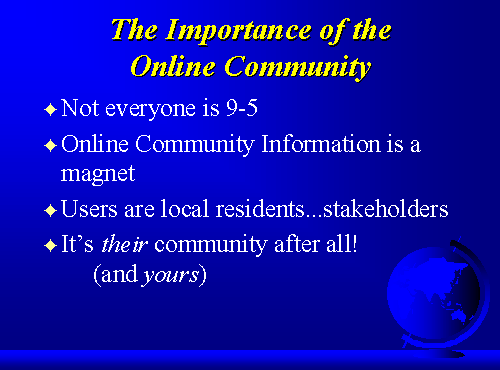 The Importance of the
Online Community
Not everyone is 9-5
Online Community Information is a
magnet
Users are local residents...stakeholders
It's their community after all!
(and yours)